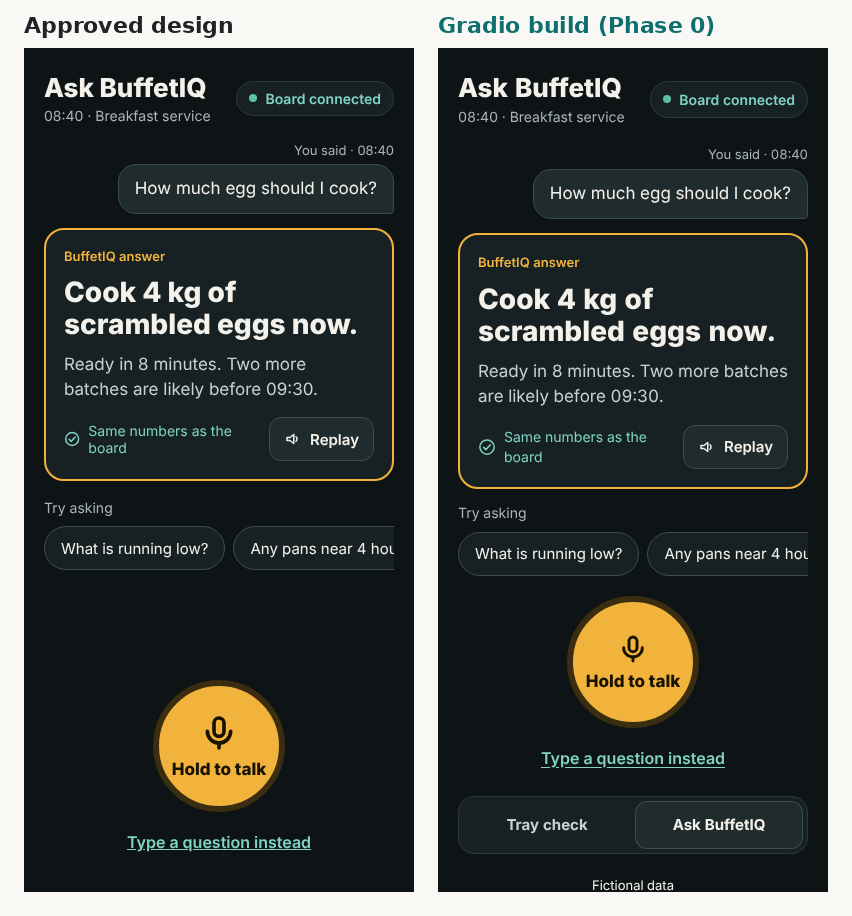 Approved design
Ask BuffetIQ
08:40 · Breakfast service
Board connected
You said · 08:40
How much egg should I cook?
BuffetIQ answer
Cook 4 kg of
scrambled eggs now.
Ready in 8 minutes. Two more
batches are likely before 09:30.
Same numbers as the
board
Replay
Try asking
What is running low?
Any pans near 4 hou
Hold to talk
Type a question instead
Gradio build (Phase 0)
Ask BuffetIQ
08:40 · Breakfast service
Board connected
You said · 08:40
How much egg should I cook?
BuffetIQ answer
Cook 4 kg of
scrambled eggs now.
Ready in 8 minutes. Two more batches
are likely before 09:30.
Same numbers as the
board
Replay
Try asking
What is running low?
Any pans near 4 hou
Hold to talk
Type a question instead
Tray check
Ask BuffetIQ
Fictional data